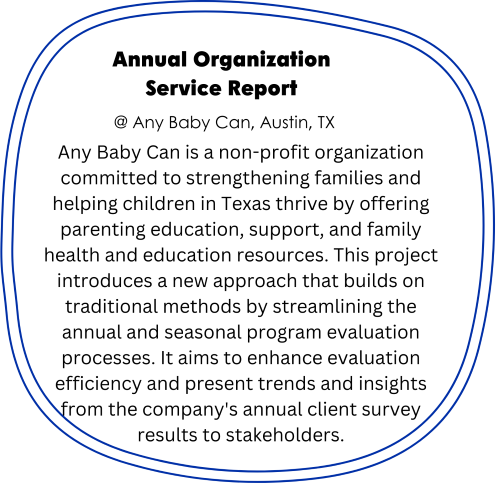 Annual Organization
Service Report
@ Any Baby Can, Austin, TX
Any Baby Can is a non-profit organization
committed to strengthening families and
helping children in Texas thrive by offering
parenting education, support, and family
health and education resources. This project
introduces a new approach that builds on
traditional methods by streamlining the
annual and seasonal program evaluation
processes. It aims to enhance evaluation
efficiency and present trends and insights
from the company's annual client survey
results to stakeholders.